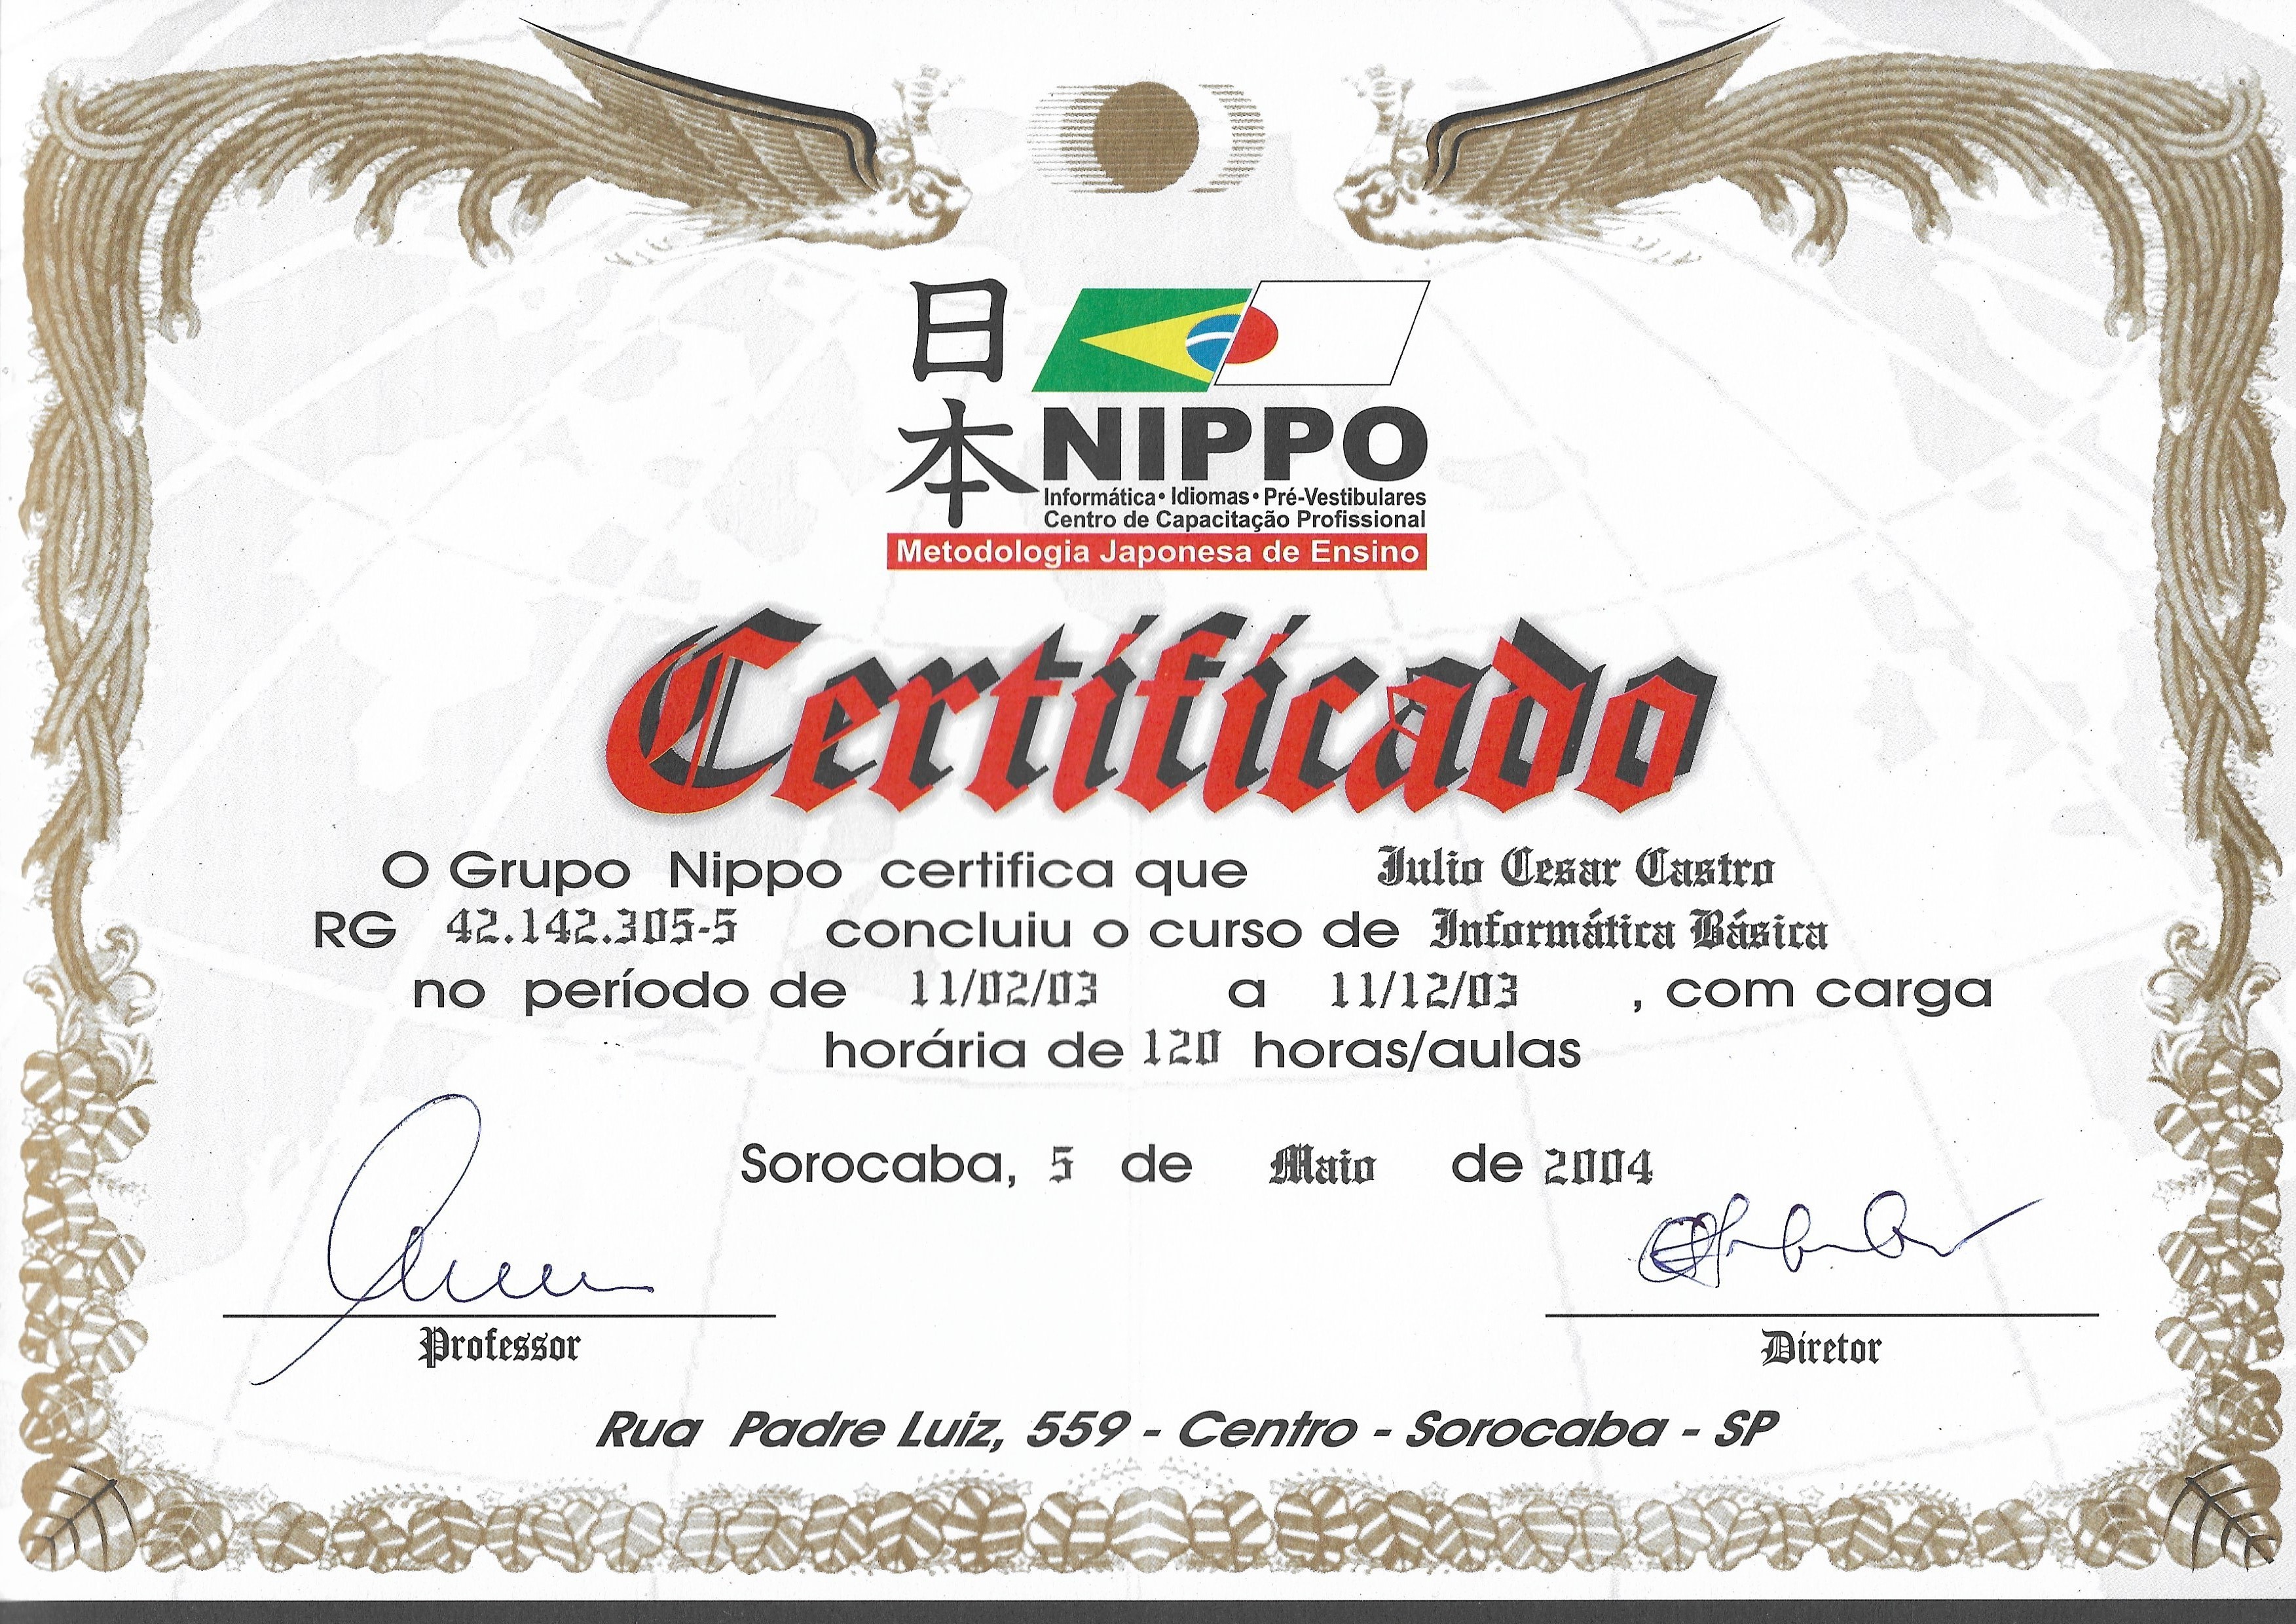 日本
NIPPO
Informática • Idiomas • Pré-Vestibulares
Centro de Capacitação Profissional
Metodologia Japonesa de Ensino
Certificado
O Grupo Nippo certifica que Julio Cesar Castro
RG 42.142.305-5 concluiu o curso de Informática Básica
no período de 11/02/03 a 11/12/03 , com carga
horária de 120 horas/aulas
Sorocaba, 5 de Maio de 2004
Professor
Diretor
Rua Padre Luiz, 559 - Centro - Sorocaba - SP